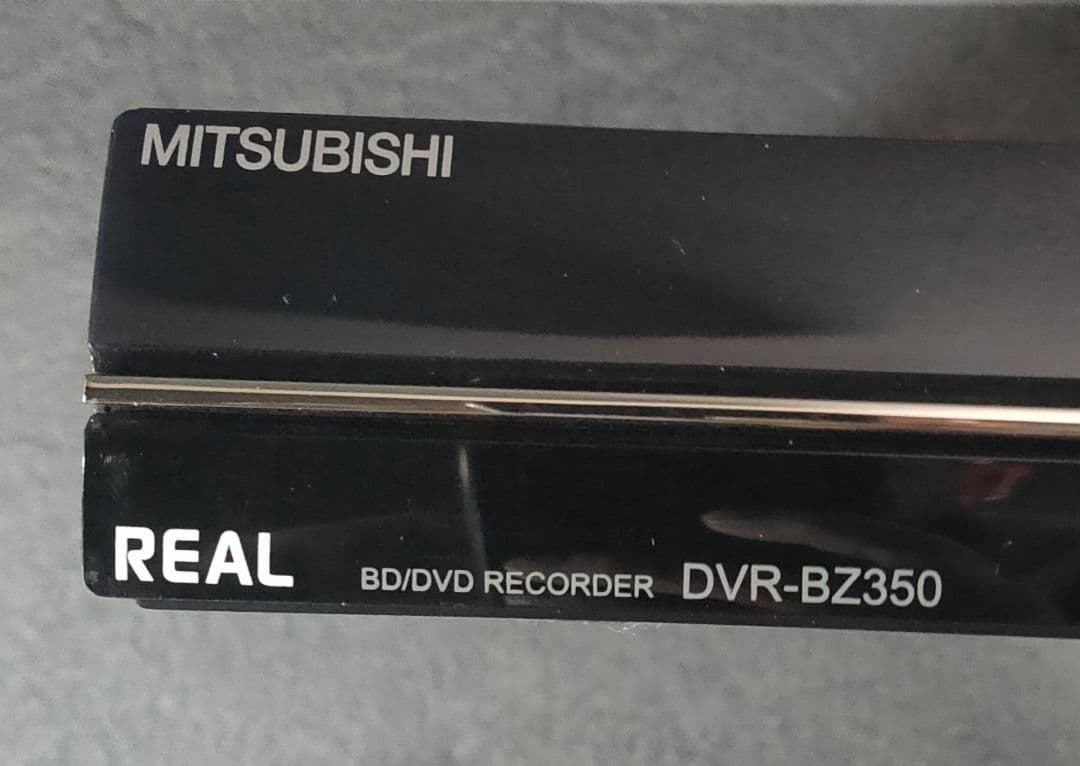 MITSUBISHI
REAL BD/DVD RECORDER DVR-BZ350